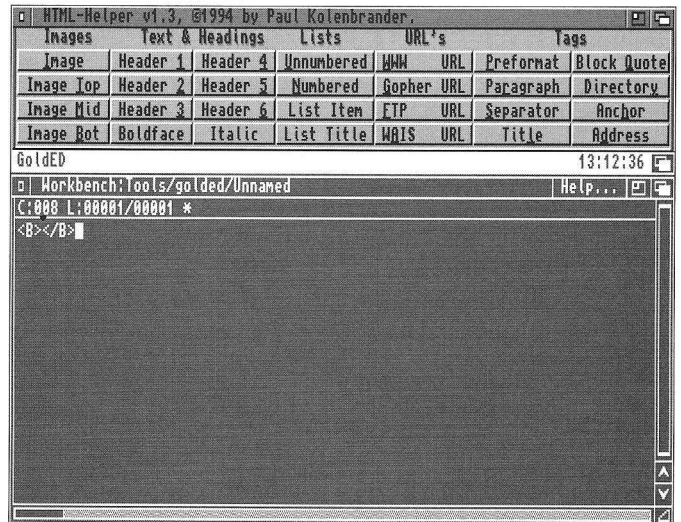 HTML-Helper v1.3, ©1994 by Paul Kolenbrander.
Images Text & Headings Lists URL's Tags
Image Header 1 Header 4 Unnumbered WWW URL Preformat Block Quote
Image Top Header 2 Header 5 Numbered Gopher URL Paragraph Directory
Image Mid Header 3 Header 6 List Item FTP URL Separator Anchor
Image Bot Boldface Italic List Title WAIS URL Title Address
GoldED 13:12:36
Workbench:Tools/golded/Unnamed Help...
C:008 L:00001/00001 *
<B></B>